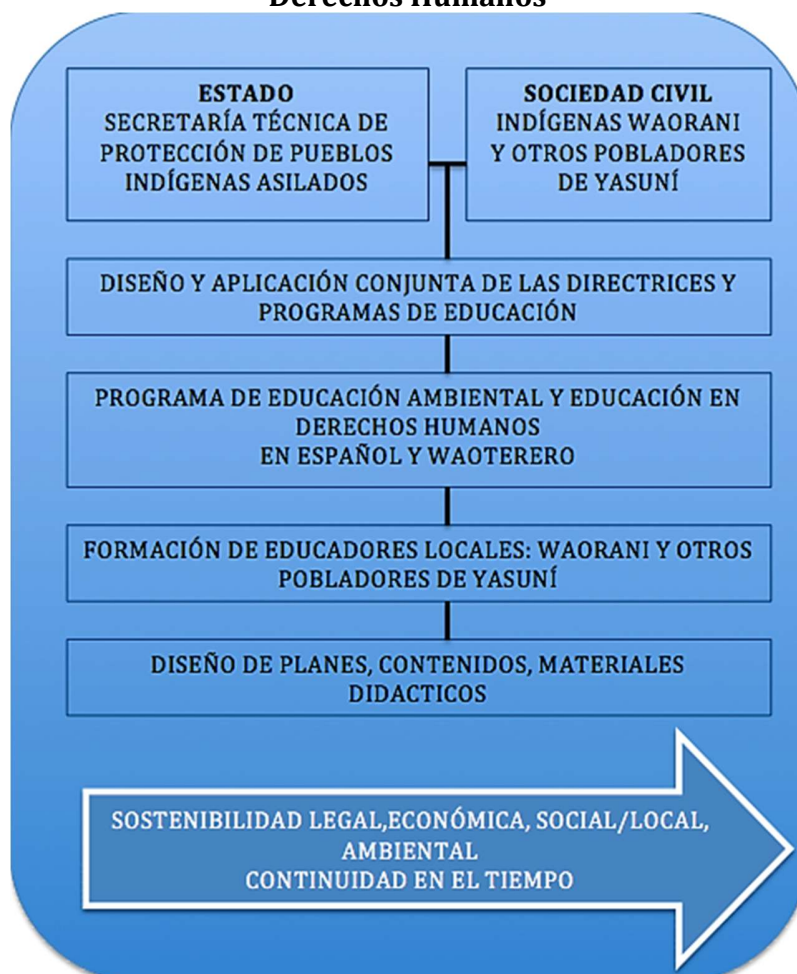 Derechos Humanos
ESTADO
SECRETARÍA TÉCNICA DE
PROTECCIÓN DE PUEBLOS
INDÍGENAS ASILADOS
SOCIEDAD CIVIL
INDÍGENAS WAORANI
Y OTROS POBLADORES
DE YASUNÍ
DISEÑO Y APLICACIÓN CONJUNTA DE LAS DIRECTRICES Y
PROGRAMAS DE EDUCACIÓN
PROGRAMA DE EDUCACIÓN AMBIENTAL Y EDUCACIÓN EN
DERECHOS HUMANOS
EN ESPAÑOL Y WAOTERERO
FORMACIÓN DE EDUCADORES LOCALES: WAORANI Y OTROS
POBLADORES DE YASUNÍ
DISEÑO DE PLANES, CONTENIDOS, MATERIALES
DIDACTICOS
SOSTENIBILIDAD LEGAL,ECONÓMICA, SOCIAL/LOCAL,
AMBIENTAL
CONTINUIDAD EN EL TIEMPO